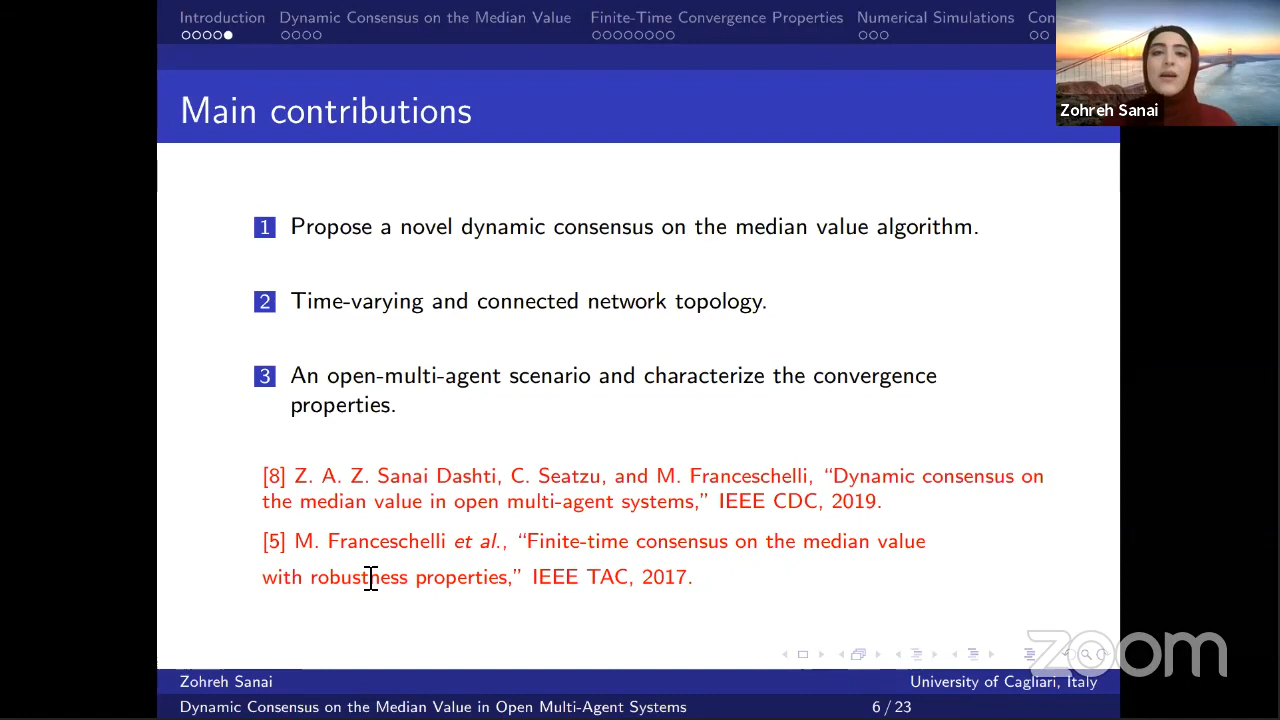 Introduction Dynamic Consensus on the Median Value Finite-Time Convergence Properties Numerical Simulations Con
Zohreh Sanai
Main contributions
1 Propose a novel dynamic consensus on the median value algorithm.
2 Time-varying and connected network topology.
3 An open-multi-agent scenario and characterize the convergence
properties.
[8] Z. A. Z. Sanai Dashti, C. Seatzu, and M. Franceschelli, “Dynamic consensus on
the median value in open multi-agent systems,” IEEE CDC, 2019.
[5] M. Franceschelli et al., “Finite-time consensus on the median value
with robustness properties,” IEEE TAC, 2017.
zoom
Zohreh Sanai University of Cagliari, Italy
Dynamic Consensus on the Median Value in Open Multi-Agent Systems 6 / 23